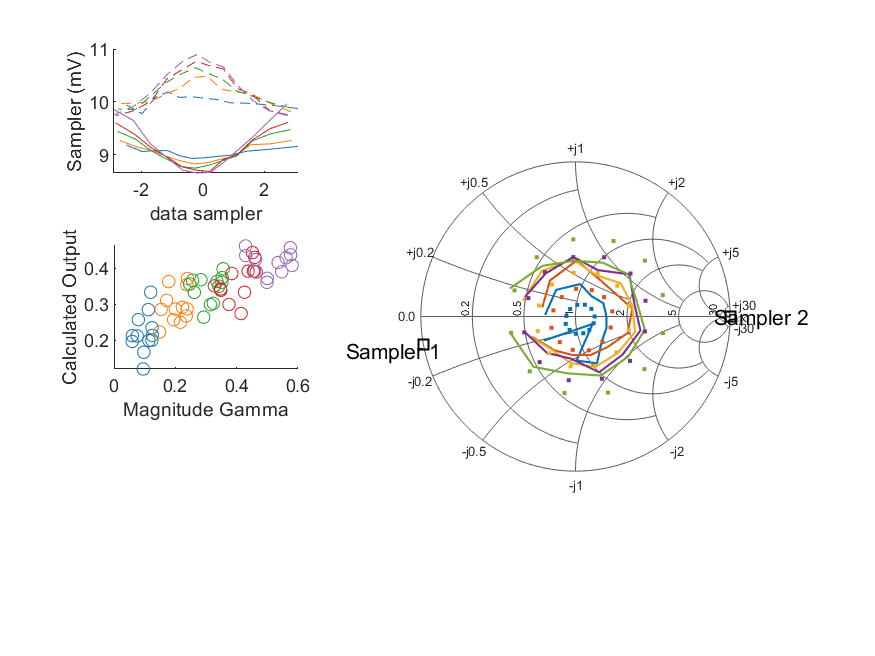 11
10
9
Sampler (mV)
-2
0
2
data sampler
0.4
0.3
0.2
Calculated Output
0
0.2
0.4
0.6
Magnitude Gamma
+j1
+j0.5
+j2
+j0.2
+j5
+j30
0.0
0.2
0.5
1
2
5
30
-j30
Sampler 1
Sampler 2
-j0.2
-j5
-j0.5
-j2
-j1